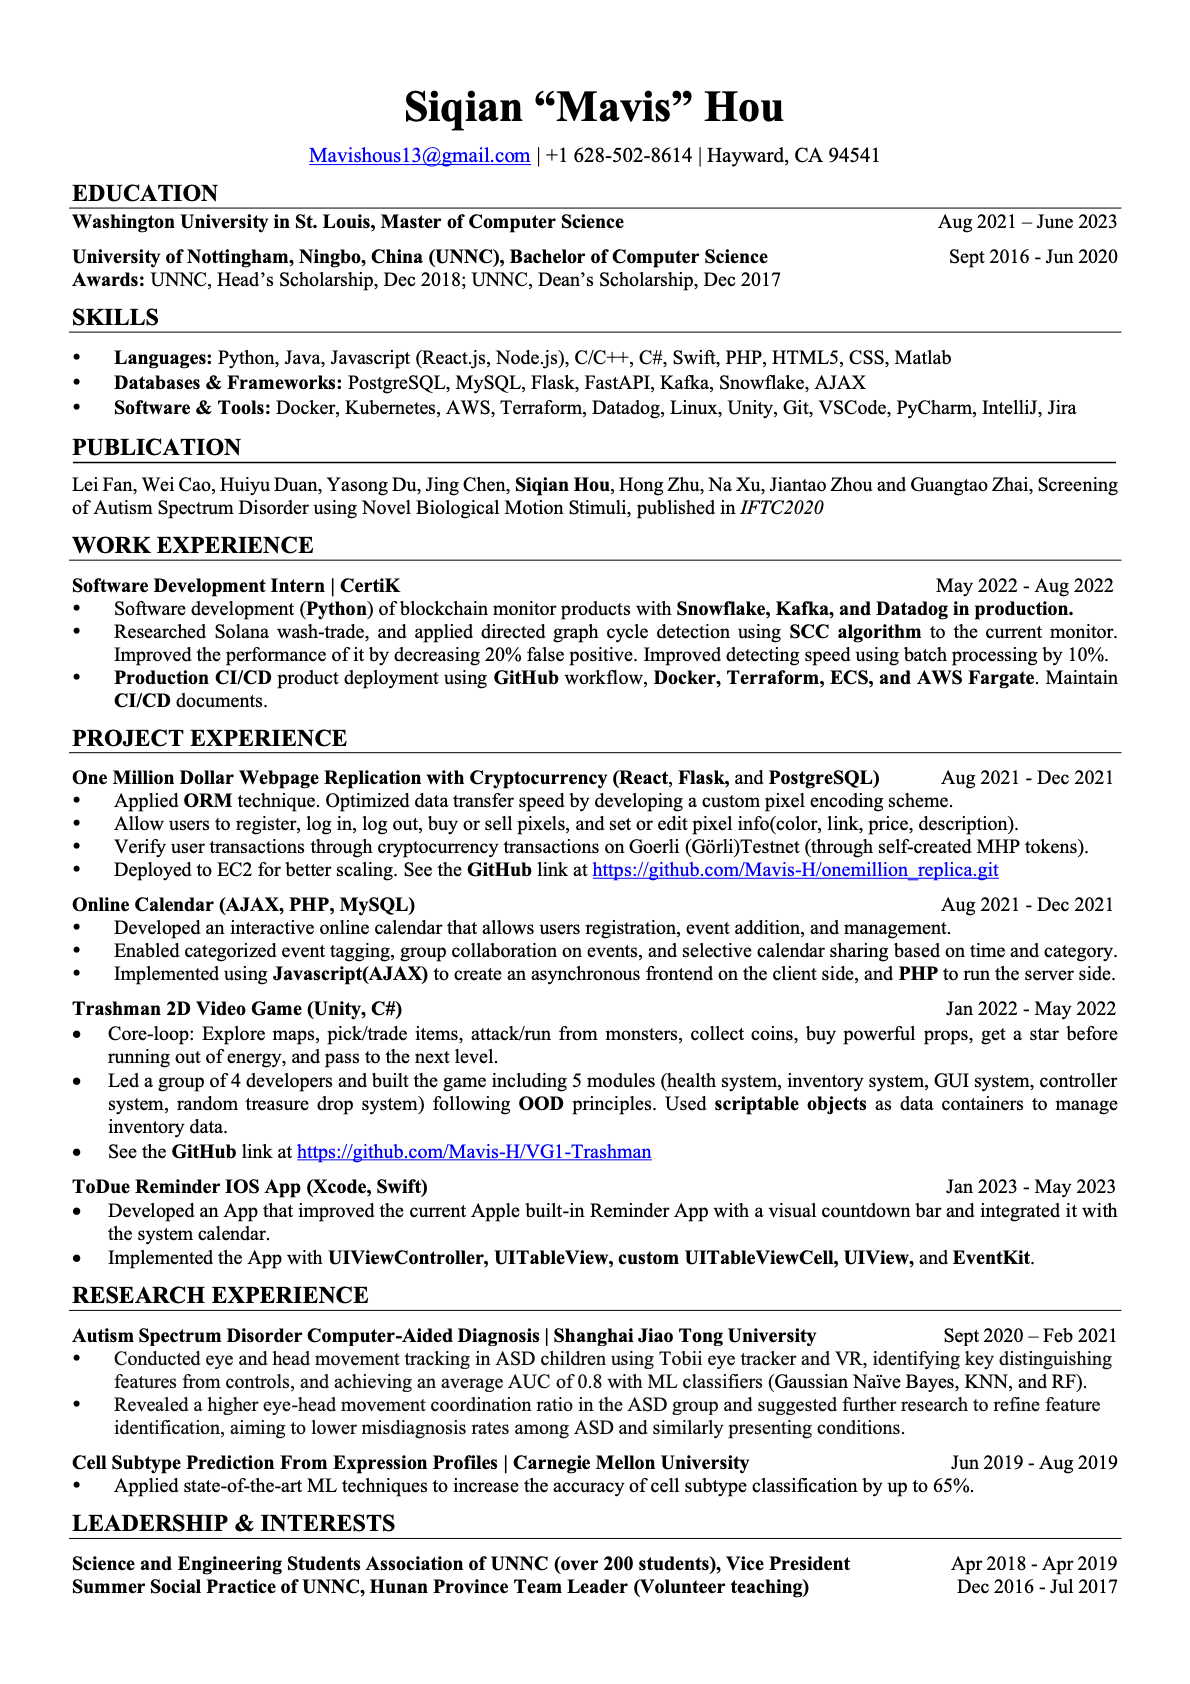 Siqian “Mavis” Hou
Mavishous13@gmail.com | +1 628-502-8614 | Hayward, CA 94541
EDUCATION
Washington University in St. Louis, Master of Computer Science Aug 2021 – June 2023
University of Nottingham, Ningbo, China (UNNC), Bachelor of Computer Science Sept 2016 - Jun 2020
Awards: UNNC, Head’s Scholarship, Dec 2018; UNNC, Dean’s Scholarship, Dec 2017
SKILLS
• Languages: Python, Java, Javascript (React.js, Node.js), C/C++, C#, Swift, PHP, HTML5, CSS, Matlab
• Databases & Frameworks: PostgreSQL, MySQL, Flask, FastAPI, Kafka, Snowflake, AJAX
• Software & Tools: Docker, Kubernetes, AWS, Terraform, Datadog, Linux, Unity, Git, VSCode, PyCharm, IntelliJ, Jira
PUBLICATION
Lei Fan, Wei Cao, Huiyu Duan, Yasong Du, Jing Chen, Siqian Hou, Hong Zhu, Na Xu, Jiantao Zhou and Guangtao Zhai, Screening
of Autism Spectrum Disorder using Novel Biological Motion Stimuli, published in IFTC2020
WORK EXPERIENCE
Software Development Intern | CertiK May 2022 - Aug 2022
• Software development (Python) of blockchain monitor products with Snowflake, Kafka, and Datadog in production.
• Researched Solana wash-trade, and applied directed graph cycle detection using SCC algorithm to the current monitor.
Improved the performance of it by decreasing 20% false positive. Improved detecting speed using batch processing by 10%.
• Production CI/CD product deployment using GitHub workflow, Docker, Terraform, ECS, and AWS Fargate. Maintain
CI/CD documents.
PROJECT EXPERIENCE
One Million Dollar Webpage Replication with Cryptocurrency (React, Flask, and PostgreSQL) Aug 2021 - Dec 2021
• Applied ORM technique. Optimized data transfer speed by developing a custom pixel encoding scheme.
• Allow users to register, log in, log out, buy or sell pixels, and set or edit pixel info(color, link, price, description).
• Verify user transactions through cryptocurrency transactions on Goerli (Görli)Testnet (through self-created MHP tokens).
• Deployed to EC2 for better scaling. See the GitHub link at https://github.com/Mavis-H/onemillion_replica.git
Online Calendar (AJAX, PHP, MySQL) Aug 2021 - Dec 2021
• Developed an interactive online calendar that allows users registration, event addition, and management.
• Enabled categorized event tagging, group collaboration on events, and selective calendar sharing based on time and category.
• Implemented using Javascript(AJAX) to create an asynchronous frontend on the client side, and PHP to run the server side.
Trashman 2D Video Game (Unity, C#) Jan 2022 - May 2022
• Core-loop: Explore maps, pick/trade items, attack/run from monsters, collect coins, buy powerful props, get a star before
running out of energy, and pass to the next level.
• Led a group of 4 developers and built the game including 5 modules (health system, inventory system, GUI system, controller
system, random treasure drop system) following OOD principles. Used scriptable objects as data containers to manage
inventory data.
• See the GitHub link at https://github.com/Mavis-H/VG1-Trashman
ToDue Reminder IOS App (Xcode, Swift) Jan 2023 - May 2023
• Developed an App that improved the current Apple built-in Reminder App with a visual countdown bar and integrated it with
the system calendar.
• Implemented the App with UIViewController, UITableView, custom UITableViewCell, UIView, and EventKit.
RESEARCH EXPERIENCE
Autism Spectrum Disorder Computer-Aided Diagnosis | Shanghai Jiao Tong University Sept 2020 – Feb 2021
• Conducted eye and head movement tracking in ASD children using Tobii eye tracker and VR, identifying key distinguishing
features from controls, and achieving an average AUC of 0.8 with ML classifiers (Gaussian Naïve Bayes, KNN, and RF).
• Revealed a higher eye-head movement coordination ratio in the ASD group and suggested further research to refine feature
identification, aiming to lower misdiagnosis rates among ASD and similarly presenting conditions.
Cell Subtype Prediction From Expression Profiles | Carnegie Mellon University Jun 2019 - Aug 2019
• Applied state-of-the-art ML techniques to increase the accuracy of cell subtype classification by up to 65%.
LEADERSHIP & INTERESTS
Science and Engineering Students Association of UNNC (over 200 students), Vice President Apr 2018 - Apr 2019
Summer Social Practice of UNNC, Hunan Province Team Leader (Volunteer teaching) Dec 2016 - Jul 2017